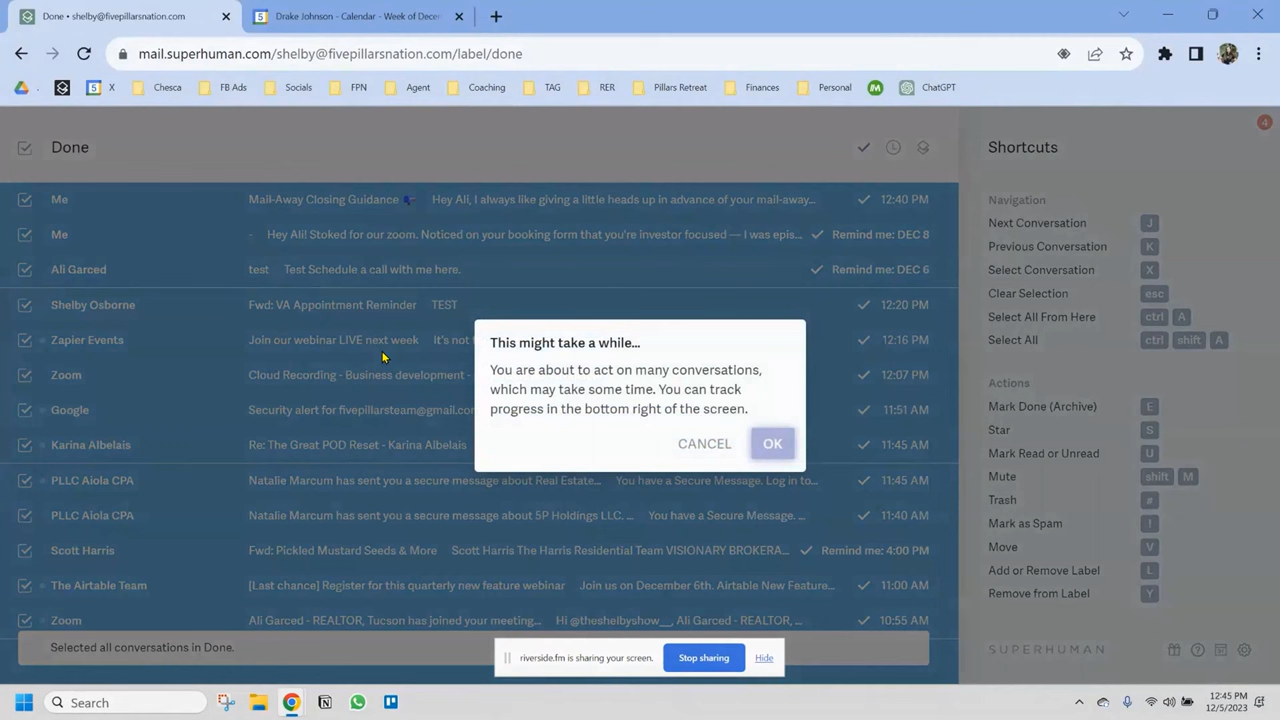 Done • shelby@fivepillarsnation.com
Drake Johnson - Calendar - Week of Dece
mail.superhuman.com/shelby@fivepillarsnation.com/label/done
X Chesca FB Ads Socials FPN Agent Coaching TAG RER Pillars Retreat Finances Personal ChatGPT
Done
Me Mail-Away Closing Guidance Hey Ali, I always like giving a little heads up in advance of your mail-away... 12:40 PM
Me - Hey Ali! Stoked for our zoom. Noticed on your booking form that you're investor focused — I was epis... Remind me: DEC 8
Ali Garced test Test Schedule a call with me here. Remind me: DEC 6
Shelby Osborne Fwd: VA Appointment Reminder TEST 12:20 PM
Zapier Events Join our webinar LIVE next week It's not 12:16 PM
Zoom Cloud Recording - Business development - 12:07 PM
Google Security alert for fivepillarsteam@gmail.com 11:51 AM
Karina Albelais Re: The Great POD Reset - Karina Albelais 11:45 AM
PLLC Aiola CPA Natalie Marcum has sent you a secure message about Real Estate... You have a Secure Message. Log in to... 11:45 AM
PLLC Aiola CPA Natalie Marcum has sent you a secure message about 5P Holdings LLC. ... You have a Secure Message. ... 11:40 AM
Scott Harris Fwd: Pickled Mustard Seeds & More Scott Harris The Harris Residential Team VISIONARY BROKERA... Remind me: 4:00 PM
The Airtable Team [Last chance] Register for this quarterly new feature webinar Join us on December 6th. Airtable New Feature... 11:00 AM
Zoom Ali Garced - REALTOR, Tucson has joined your meeting... Hi @theshelbyshow__, Ali Garced - REALTOR, ... 10:55 AM
Selected all conversations in Done.
This might take a while...
You are about to act on many conversations,
which may take some time. You can track
progress in the bottom right of the screen.
CANCEL OK
4
Shortcuts
Navigation
Next Conversation J
Previous Conversation K
Select Conversation X
Clear Selection esc
Select All From Here ctrl A
Select All ctrl shift A
Actions
Mark Done (Archive) E
Star S
Mark Read or Unread U
Mute shift M
Trash #
Mark as Spam !
Move V
Add or Remove Label L
Remove from Label Y
SUPERHUMAN
riverside.fm is sharing your screen. Stop sharing Hide
Search
12:45 PM
12/5/2023